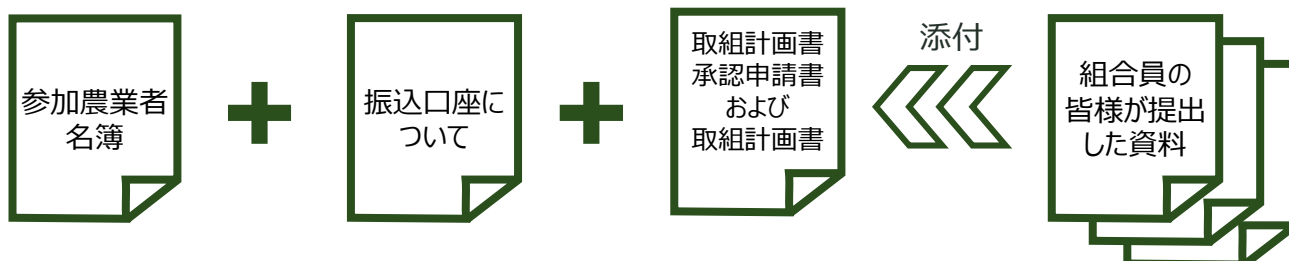 参加農業者
名簿
振込口座に
ついて
取組計画書
承認申請書
および
取組計画書
添付
組合員の
皆様が提出
した資料